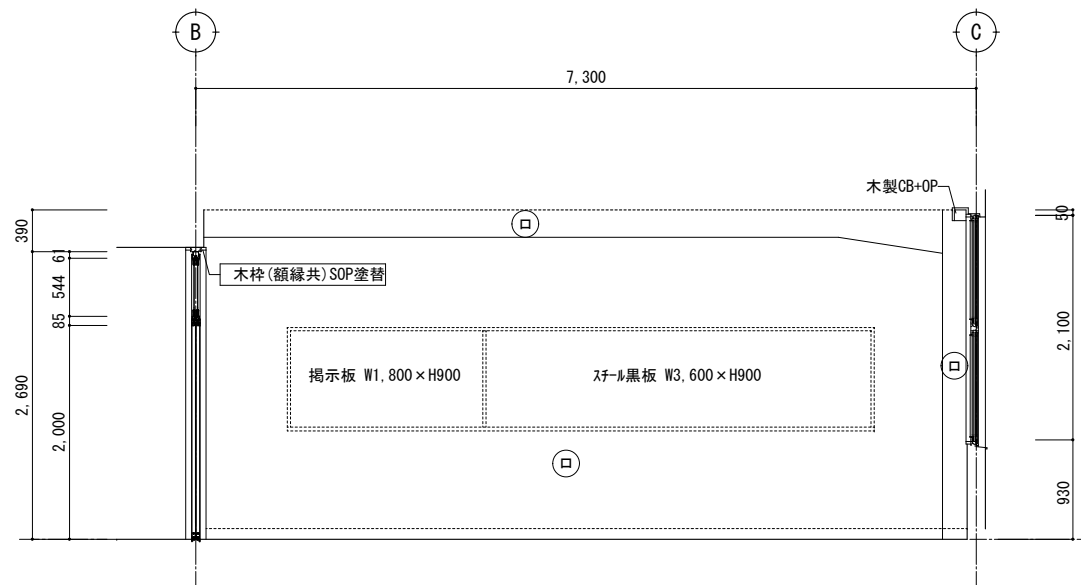 B
C
7,300
木製CB+OP
50
390
ロ
木枠(額縁共)SOP塗替
61
544
85
2,100
掲示板 W1,800×H900
スチール黒板 W3,600×H900
ロ
2,690
2,000
ロ
930